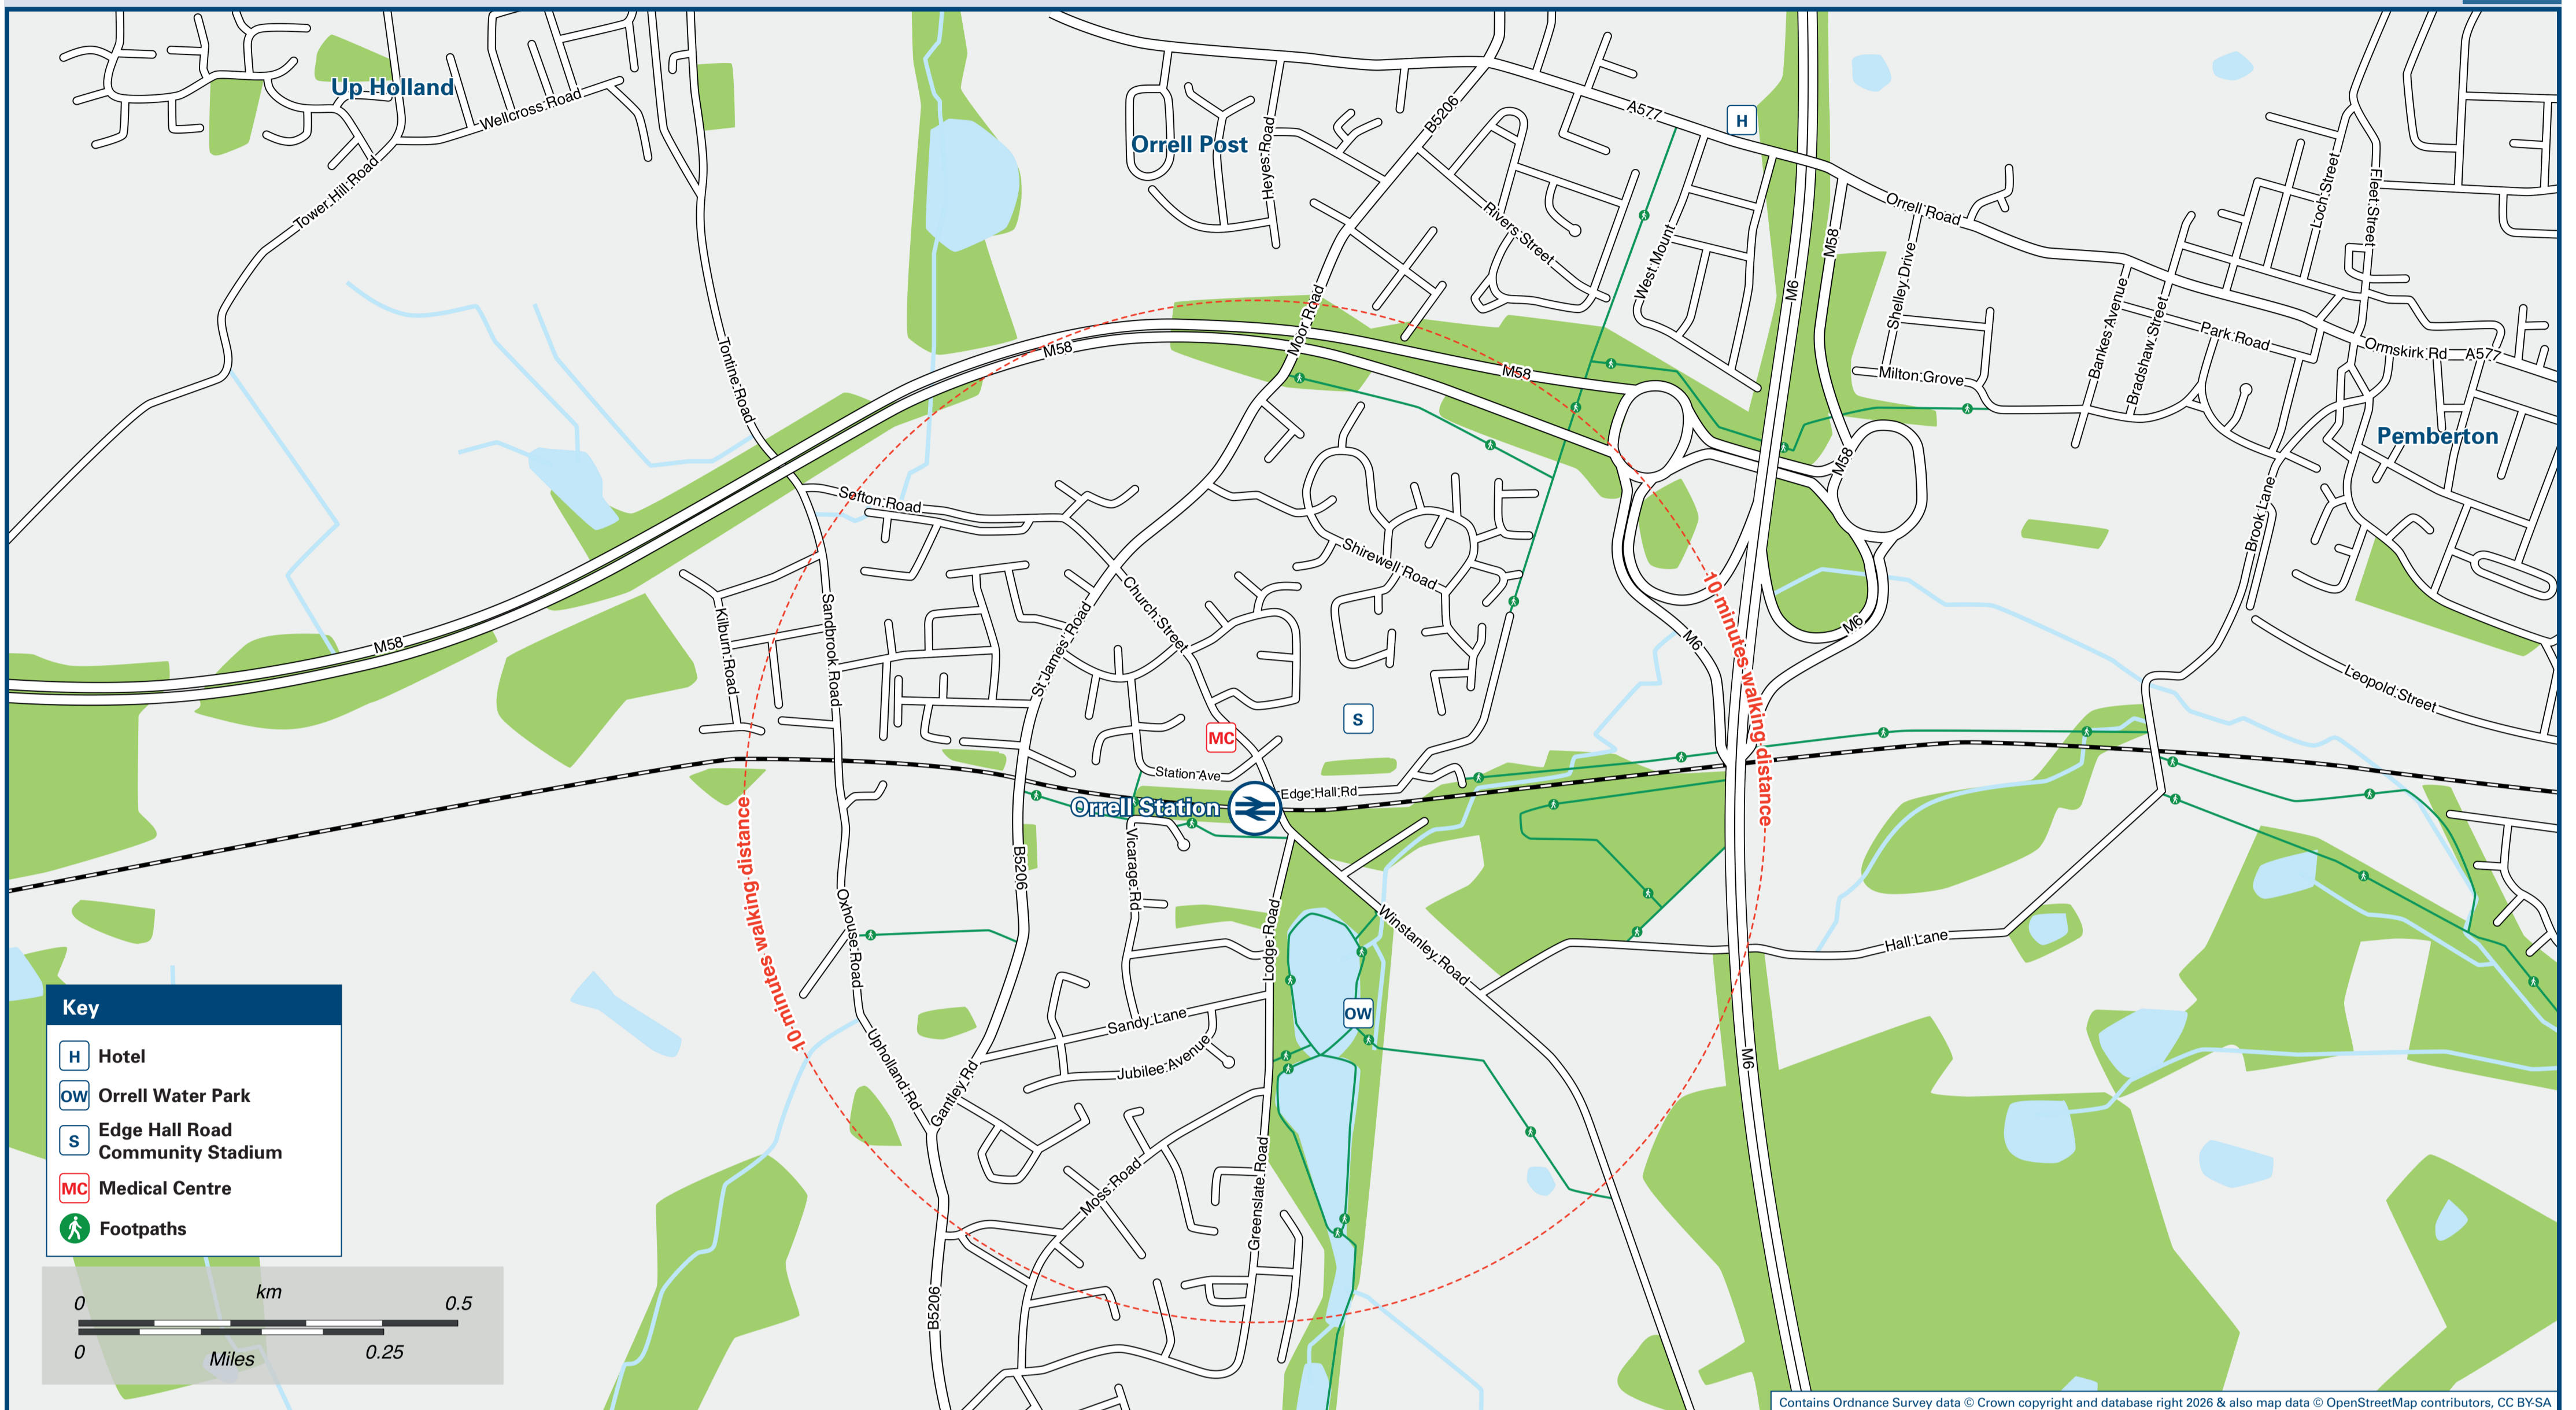 Up Holland
Wellcross Road
Tower Hill Road
Orrell Post
Heyes Road
B5206
A577
H
Rivers Street
West Mount
M6
M58
Orrell Road
Shelley Drive
Milton Grove
Bankes Avenue
Bradshaw Street
Park Road
Loch Street
Fleet Street
Ormskirk Rd
A577
Pemberton
Brook Lane
Leopold Street
Moor Road
M58
M58
M58
M58
Tontine Road
Sefton Road
Kilburn Road
Sandbrook Road
St James' Road
Church Street
Shirewell Road
M6
M6
10 minutes walking distance
S
MC
Station Ave
Edge Hall Rd
Orrell Station
Vicarage Rd
B5206
10 minutes walking distance
Oxhouse Road
Lodge Road
Winstanley Road
Hall Lane
OW
Sandy Lane
Jubilee Avenue
Upholland Rd
Gantley Rd
Moss Road
Greenslate Road
M6
B5206
Key
H Hotel
OW Orrell Water Park
S Edge Hall Road
Community Stadium
MC Medical Centre
Footpaths
km
0 0.5
0 0.25
Miles
Contains Ordnance Survey data © Crown copyright and database right 2026 & also map data © OpenStreetMap contributors, CC BY-SA